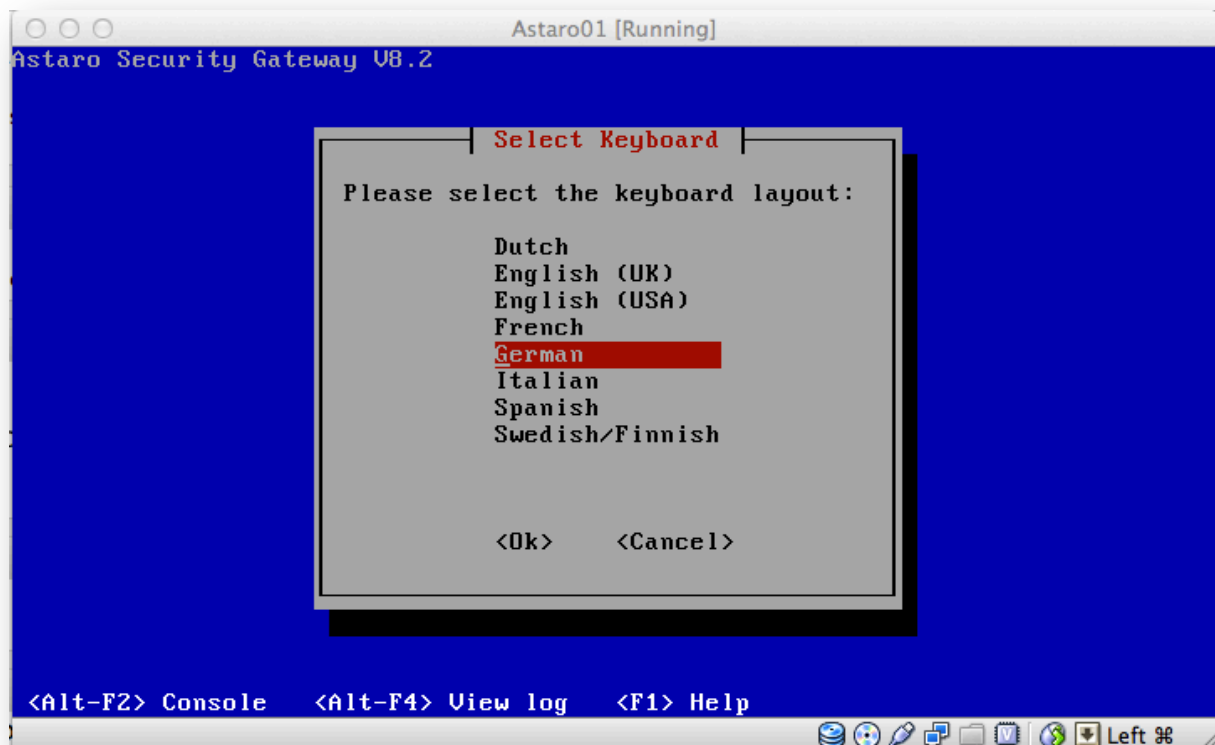 Astaro01 [Running]
Astaro Security Gateway V8.2
Select Keyboard
Please select the keyboard layout:
Dutch
English (UK)
English (USA)
French
German
Italian
Spanish
Swedish/Finnish
<Ok> <Cancel>
<Alt-F2> Console <Alt-F4> View log <F1> Help
Left ⌘